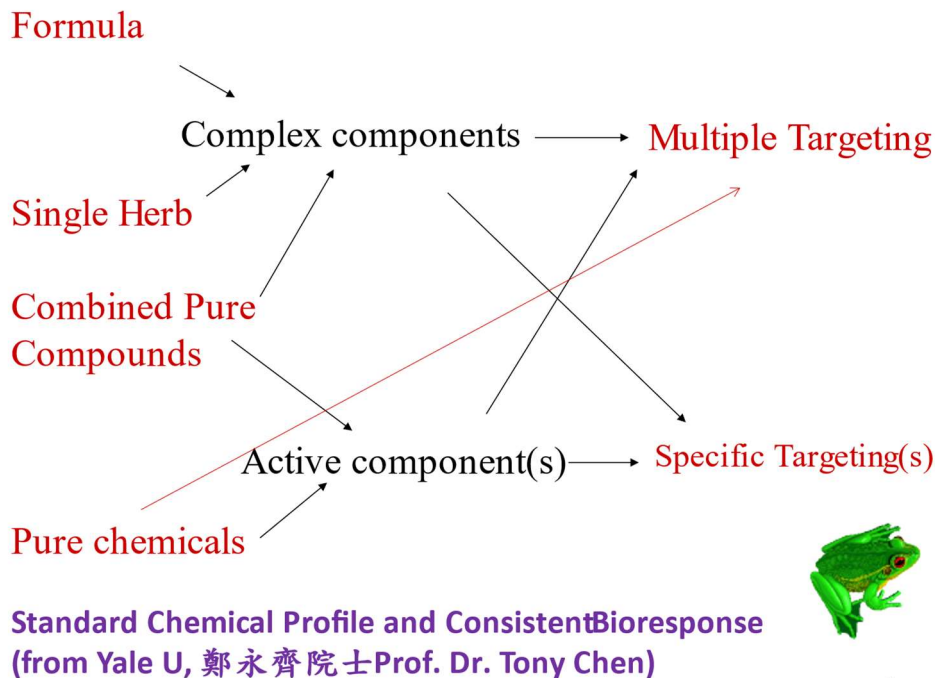 Formula
Complex components
Multiple Targeting
Single Herb
Combined Pure
Compounds
Active component(s)
Specific Targeting(s)
Pure chemicals
Standard Chemical Profile and ConsistentBioresponse
(from Yale U, 鄭永齊院士Prof. Dr. Tony Chen)